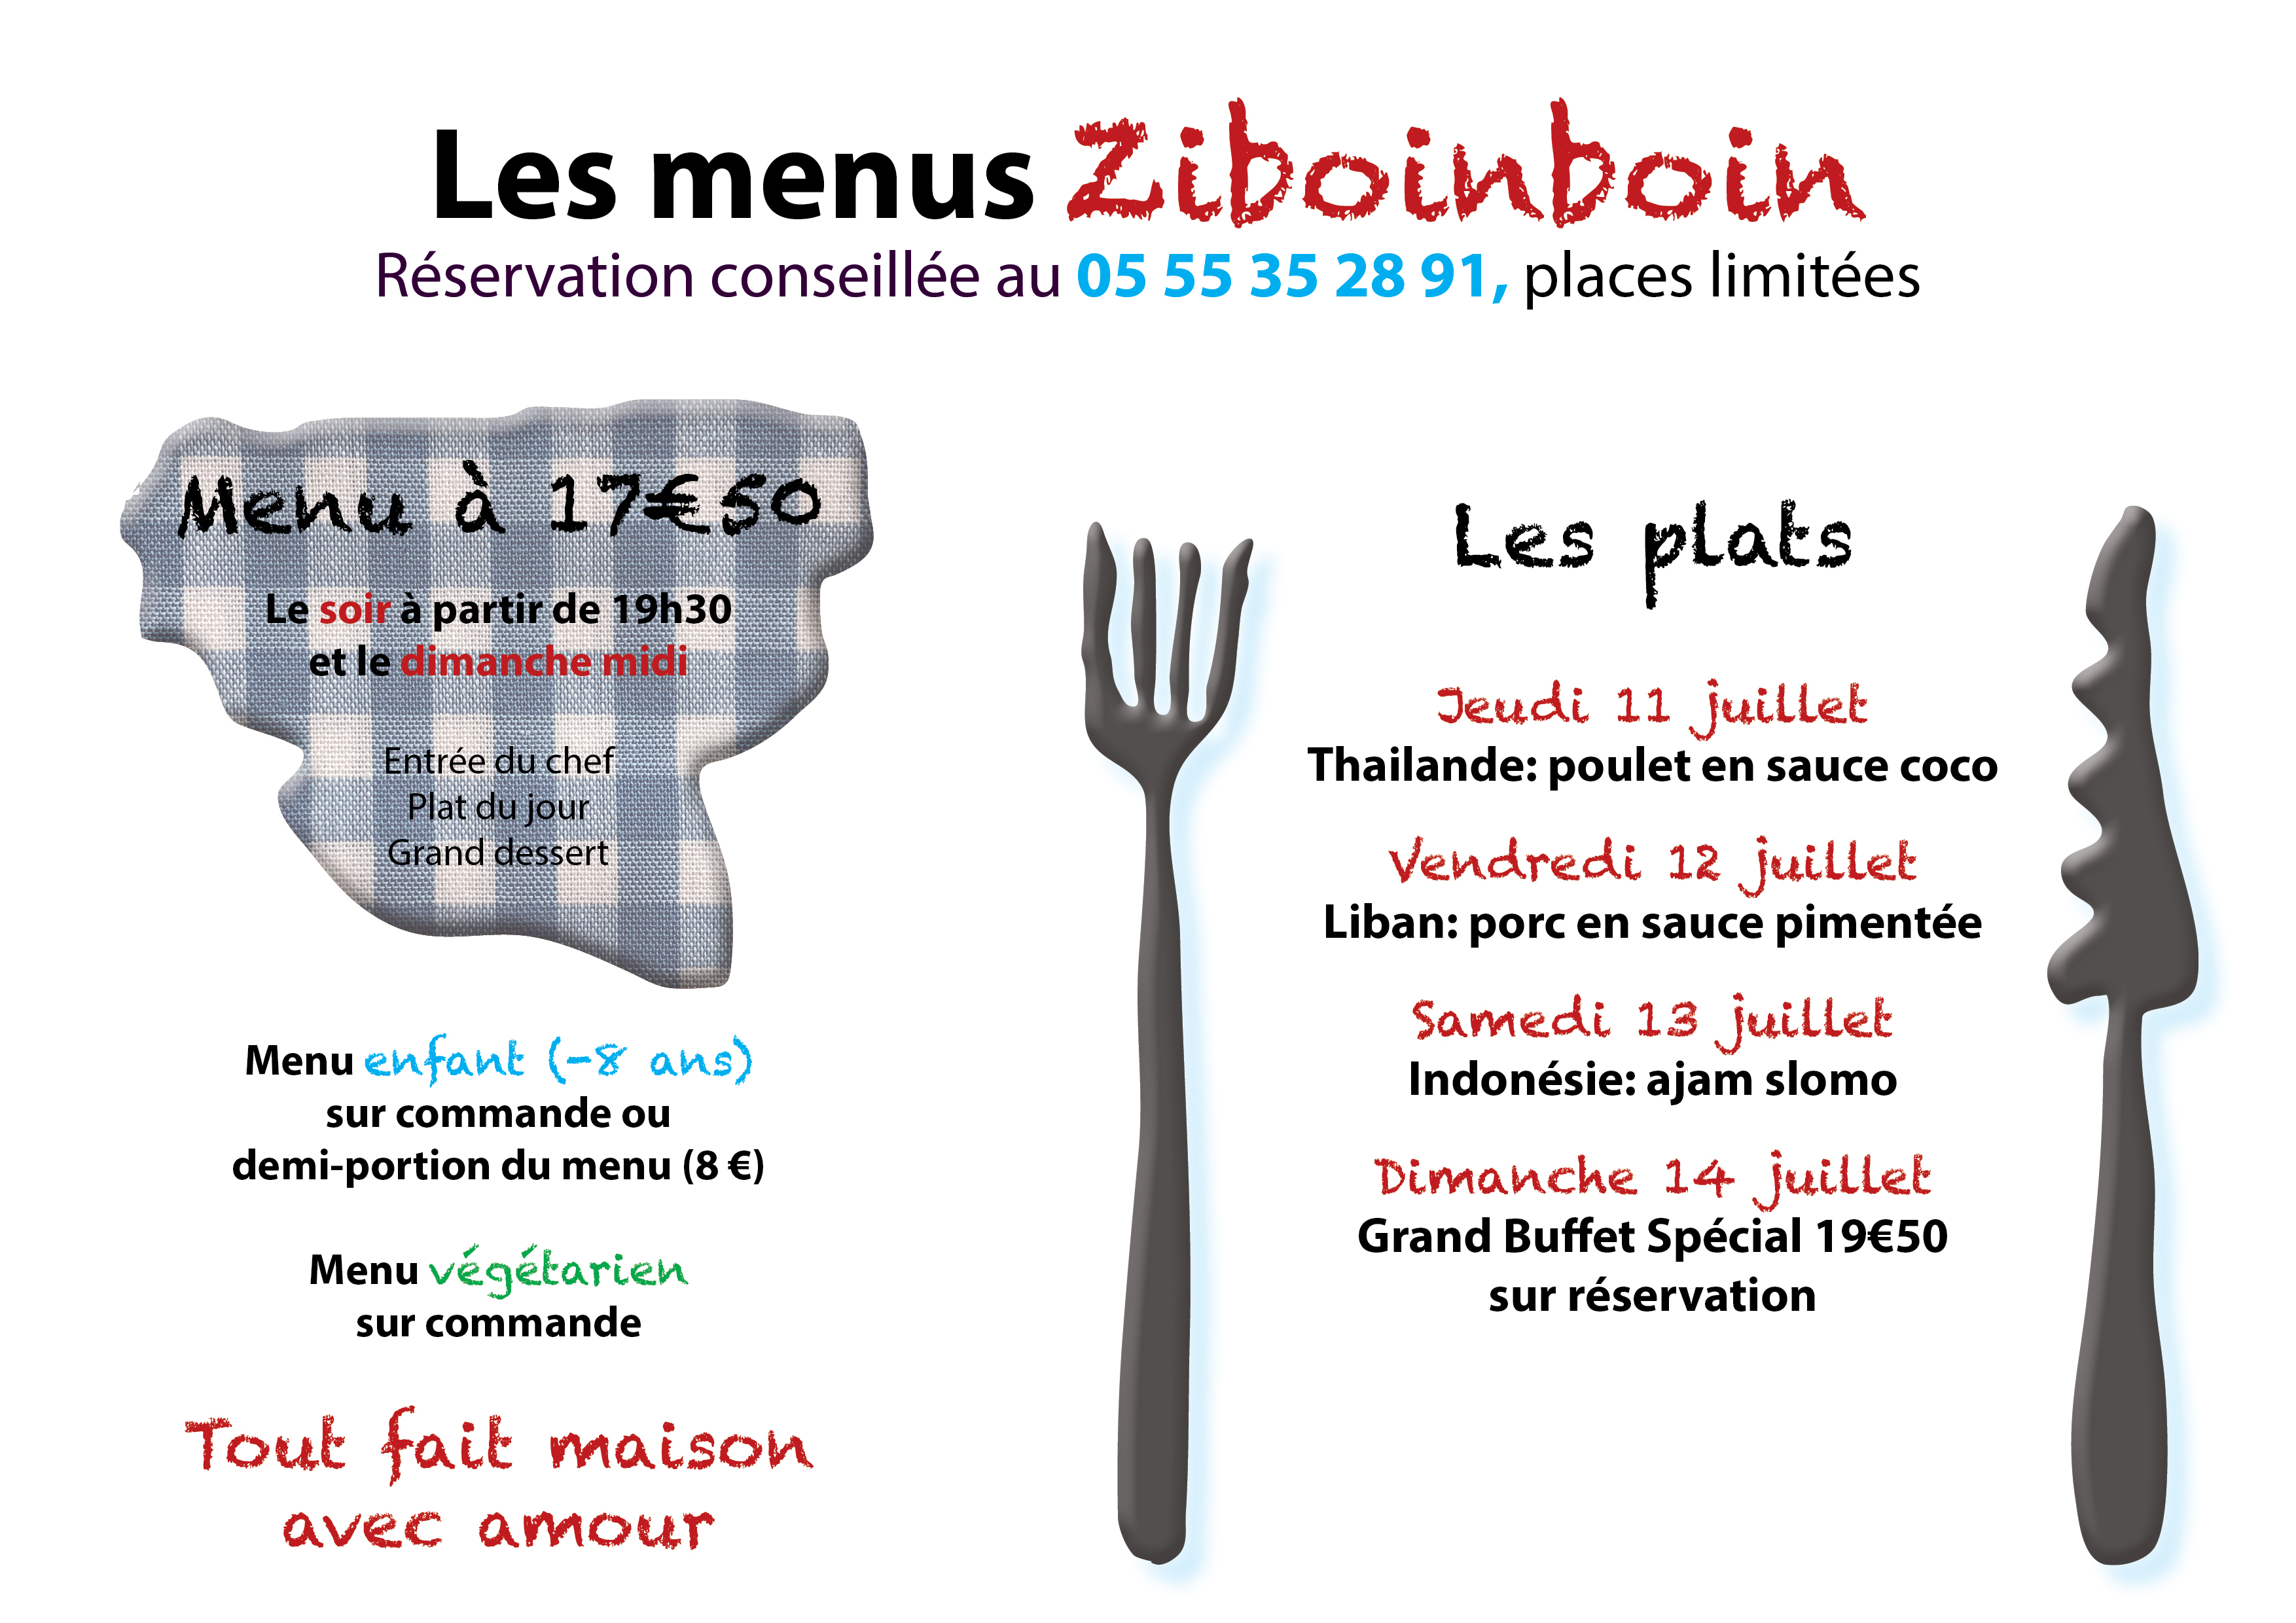 Les menus Ziboinboin
Réservation conseillée au 05 55 35 28 91, places limitées
Menu à 17€50
Le soir à partir de 19h30
et le dimanche midi
Entrée du chef
Plat du jour
Grand dessert
Menu enfant (-8 ans)
sur commande ou
demi-portion du menu (8 €)
Menu végétarien
sur commande
Tout fait maison
avec amour
Les plats
Jeudi 11 juillet
Thailande: poulet en sauce coco
Vendredi 12 juillet
Liban: porc en sauce pimentée
Samedi 13 juillet
Indonésie: ajam slomo
Dimanche 14 juillet
Grand Buffet Spécial 19€50
sur réservation